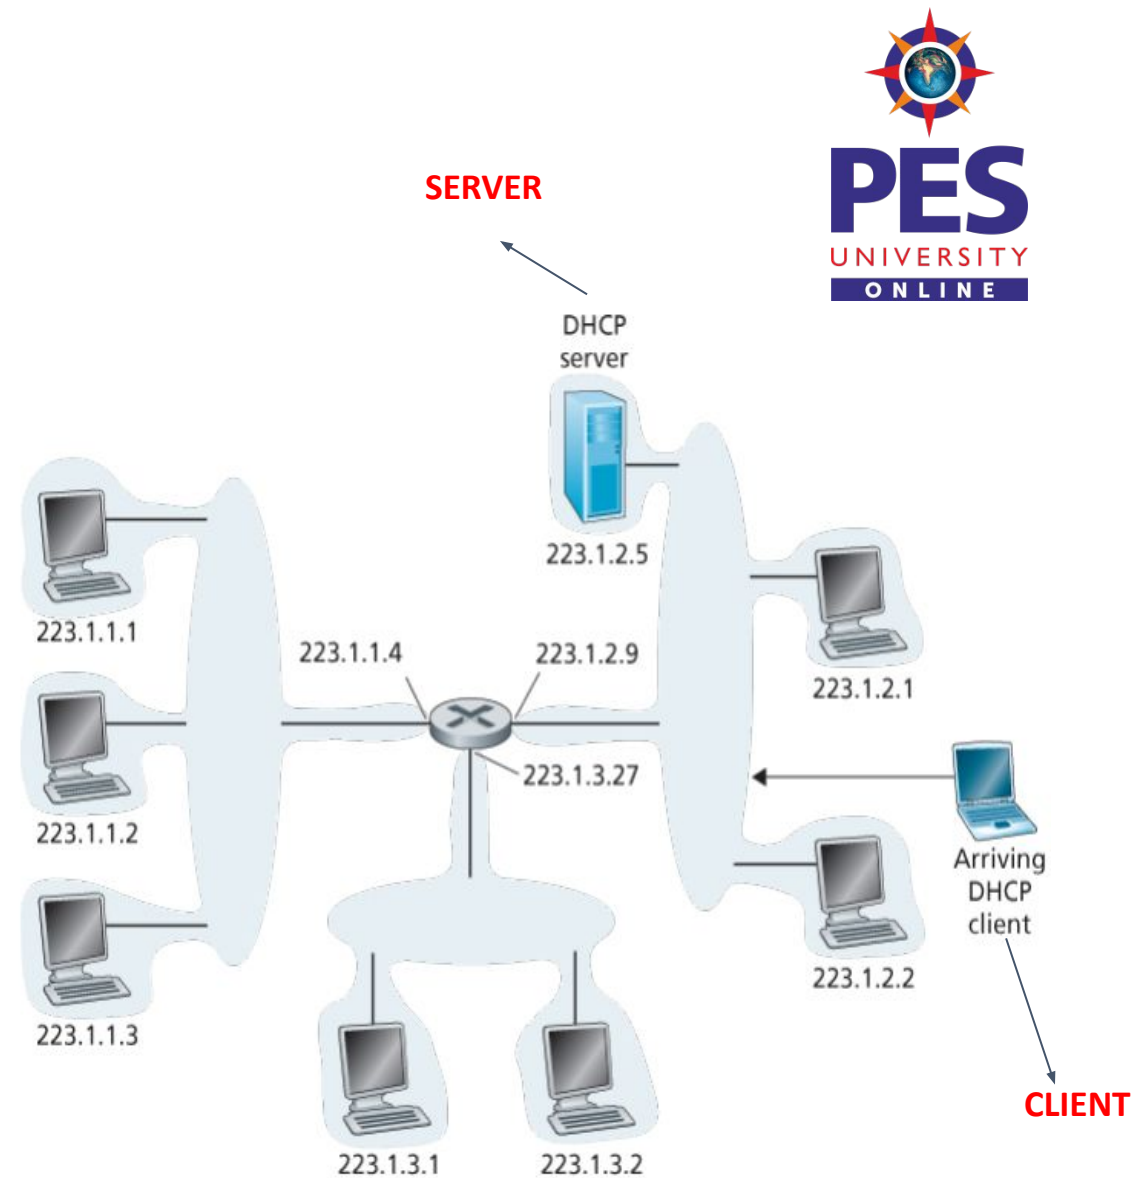 PES
UNIVERSITY
ONLINE
SERVER
DHCP
server
223.1.2.5
223.1.1.1
223.1.1.4
223.1.2.9
223.1.2.1
223.1.3.27
223.1.1.2
Arriving
DHCP
client
223.1.2.2
223.1.1.3
CLIENT
223.1.3.1
223.1.3.2